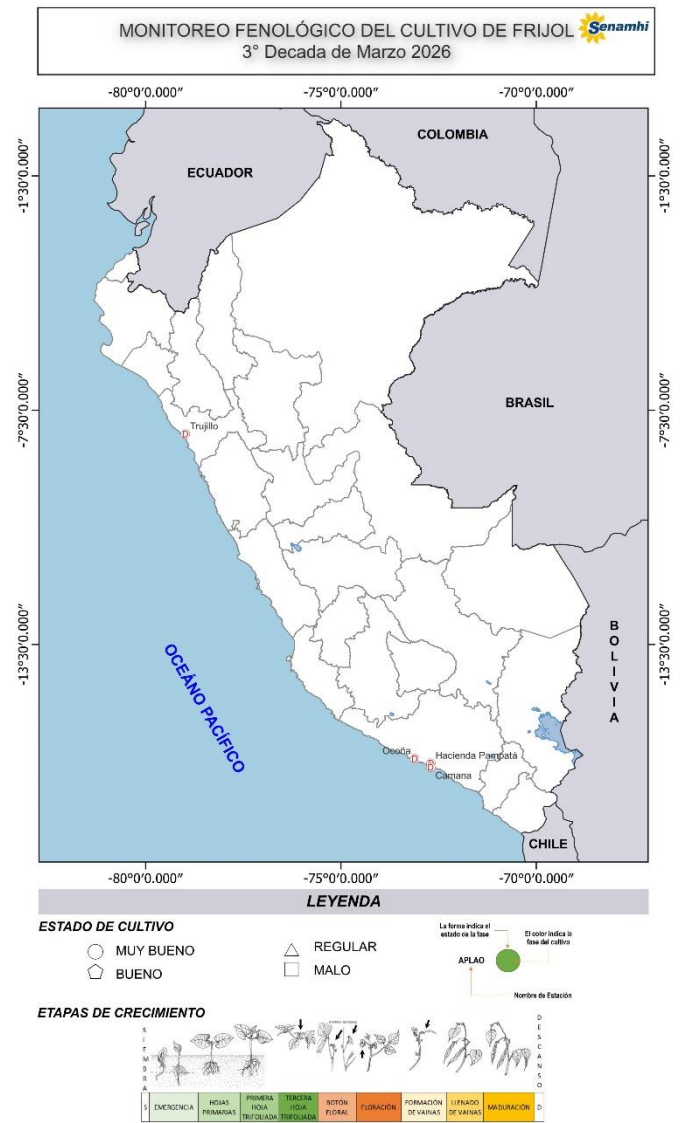 MONITOREO FENOLÓGICO DEL CULTIVO DE FRIJOL
3° Decada de Marzo 2026
Senamhi
-80°0'0.000" -75°0'0.000" -70°0'0.000"
COLOMBIA
ECUADOR
-1°30'0.000" -1°30'0.000"
BRASIL
-7°30'0.000" -7°30'0.000"
Trujillo
D
BOLIVIA
-13°30'0.000" -13°30'0.000"
OCEÁNO PACÍFICO
Ocoña
D
Hacienda Pampatá
D
D
Camana
CHILE
-80°0'0.000" -75°0'0.000" -70°0'0.000"
LEYENDA
ESTADO DE CULTIVO
MUY BUENO
BUENO
REGULAR
MALO
La forma indica el
estado de la fase
El color indica la
fase del cultivo
APLAO
Nombre de Estación
ETAPAS DE CRECIMIENTO
SIEMBRA
DESCANSO
S
EMERGENCIA
HOJAS
PRIMARIAS
PRIMERA
HOJA
TRIFOLIADA
TERCERA
HOJA
TRIFOLIADA
BOTÓN
FLORAL
FLORACIÓN
FORMACIÓN
DE VAINAS
LLENADO
DE VAINAS
MADURACIÓN
D